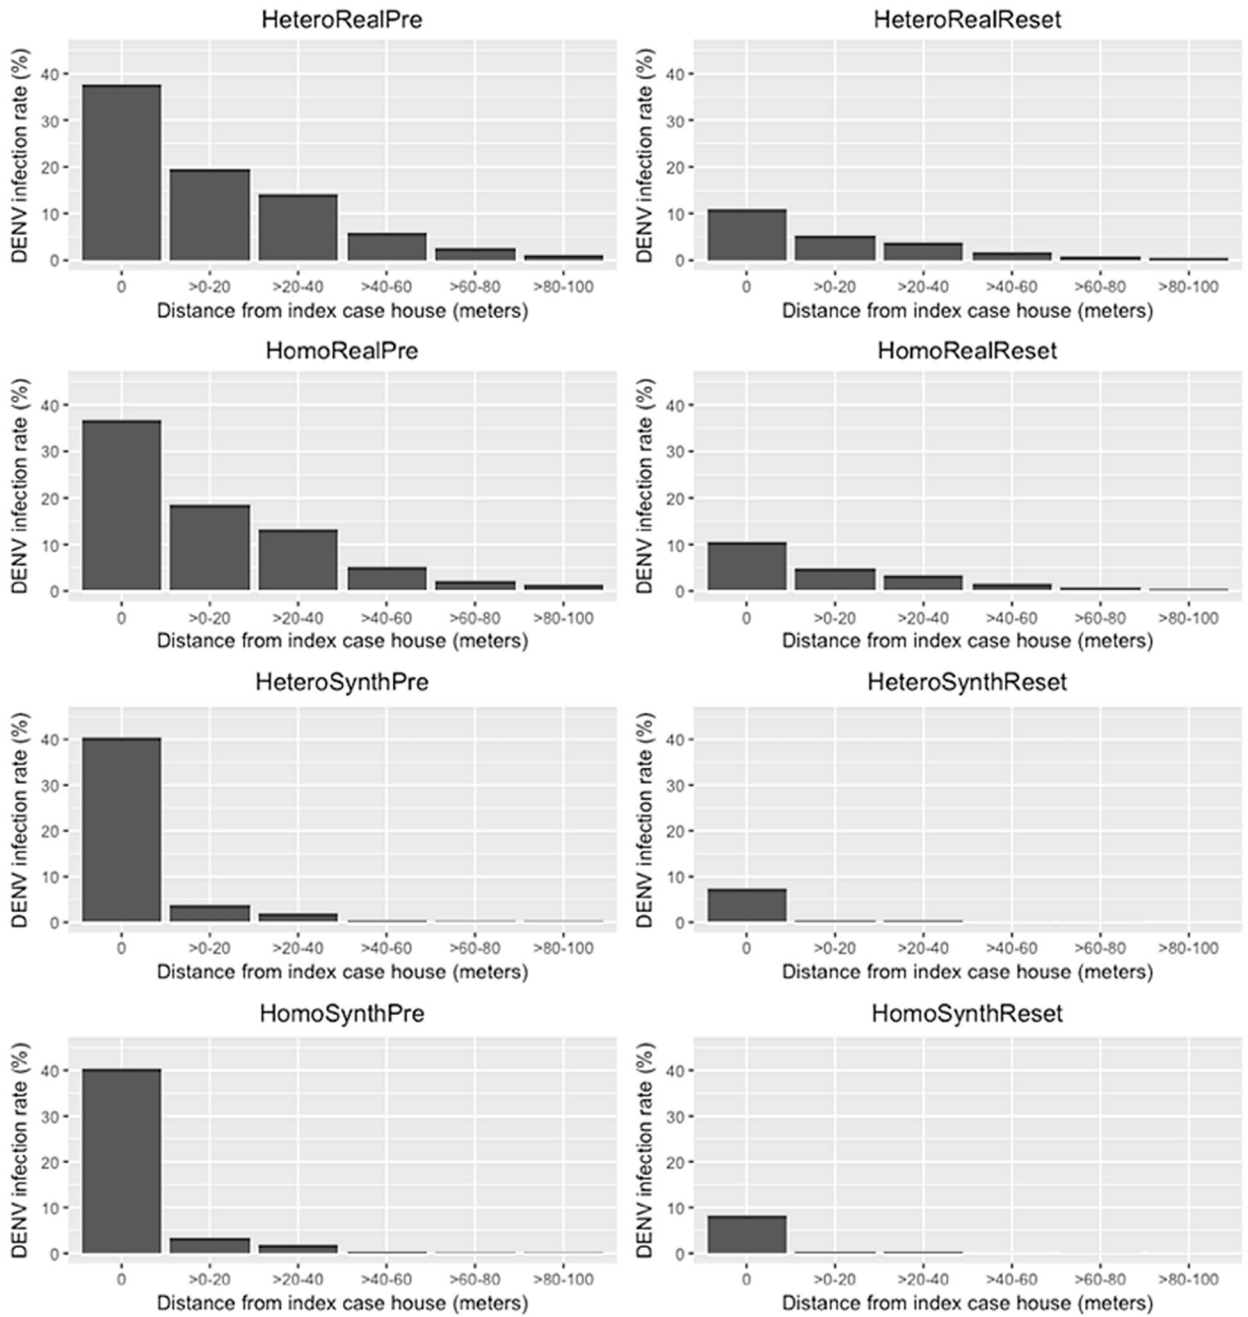 HeteroRealPre
DENV infection rate (%)
40
30
20
10
0
0 >0-20 >20-40 >40-60 >60-80 >80-100
Distance from index case house (meters)
HeteroRealReset
DENV infection rate (%)
40
30
20
10
0
0 >0-20 >20-40 >40-60 >60-80 >80-100
Distance from index case house (meters)
HomoRealPre
DENV infection rate (%)
40
30
20
10
0
0 >0-20 >20-40 >40-60 >60-80 >80-100
Distance from index case house (meters)
HomoRealReset
DENV infection rate (%)
40
30
20
10
0
0 >0-20 >20-40 >40-60 >60-80 >80-100
Distance from index case house (meters)
HeteroSynthPre
DENV infection rate (%)
40
30
20
10
0
0 >0-20 >20-40 >40-60 >60-80 >80-100
Distance from index case house (meters)
HeteroSynthReset
DENV infection rate (%)
40
30
20
10
0
0 >0-20 >20-40 >40-60 >60-80 >80-100
Distance from index case house (meters)
HomoSynthPre
DENV infection rate (%)
40
30
20
10
0
0 >0-20 >20-40 >40-60 >60-80 >80-100
Distance from index case house (meters)
HomoSynthReset
DENV infection rate (%)
40
30
20
10
0
0 >0-20 >20-40 >40-60 >60-80 >80-100
Distance from index case house (meters)